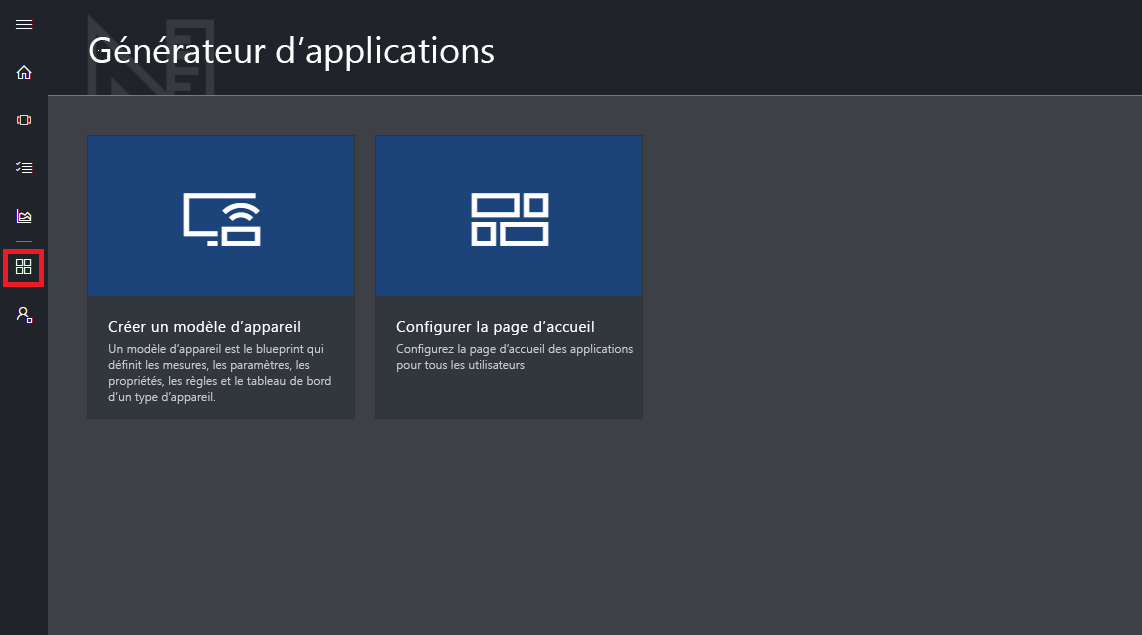 Générateur d’applications
Créer un modèle d’appareil
Un modèle d’appareil est le blueprint qui
définit les mesures, les paramètres, les
propriétés, les règles et le tableau de bord
d’un type d’appareil.
Configurer la page d’accueil
Configurez la page d’accueil des applications
pour tous les utilisateurs